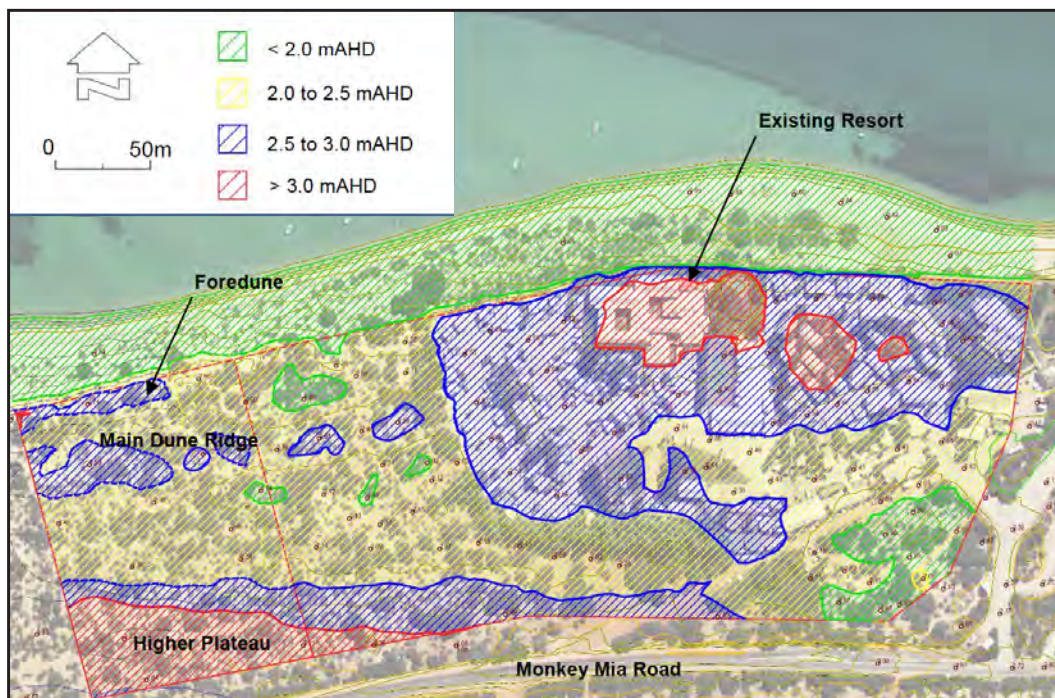 N
< 2.0 mAHD
2.0 to 2.5 mAHD
2.5 to 3.0 mAHD
> 3.0 mAHD
0 50m
Existing Resort
Foredune
Main Dune Ridge
Higher Plateau
Monkey Mia Road